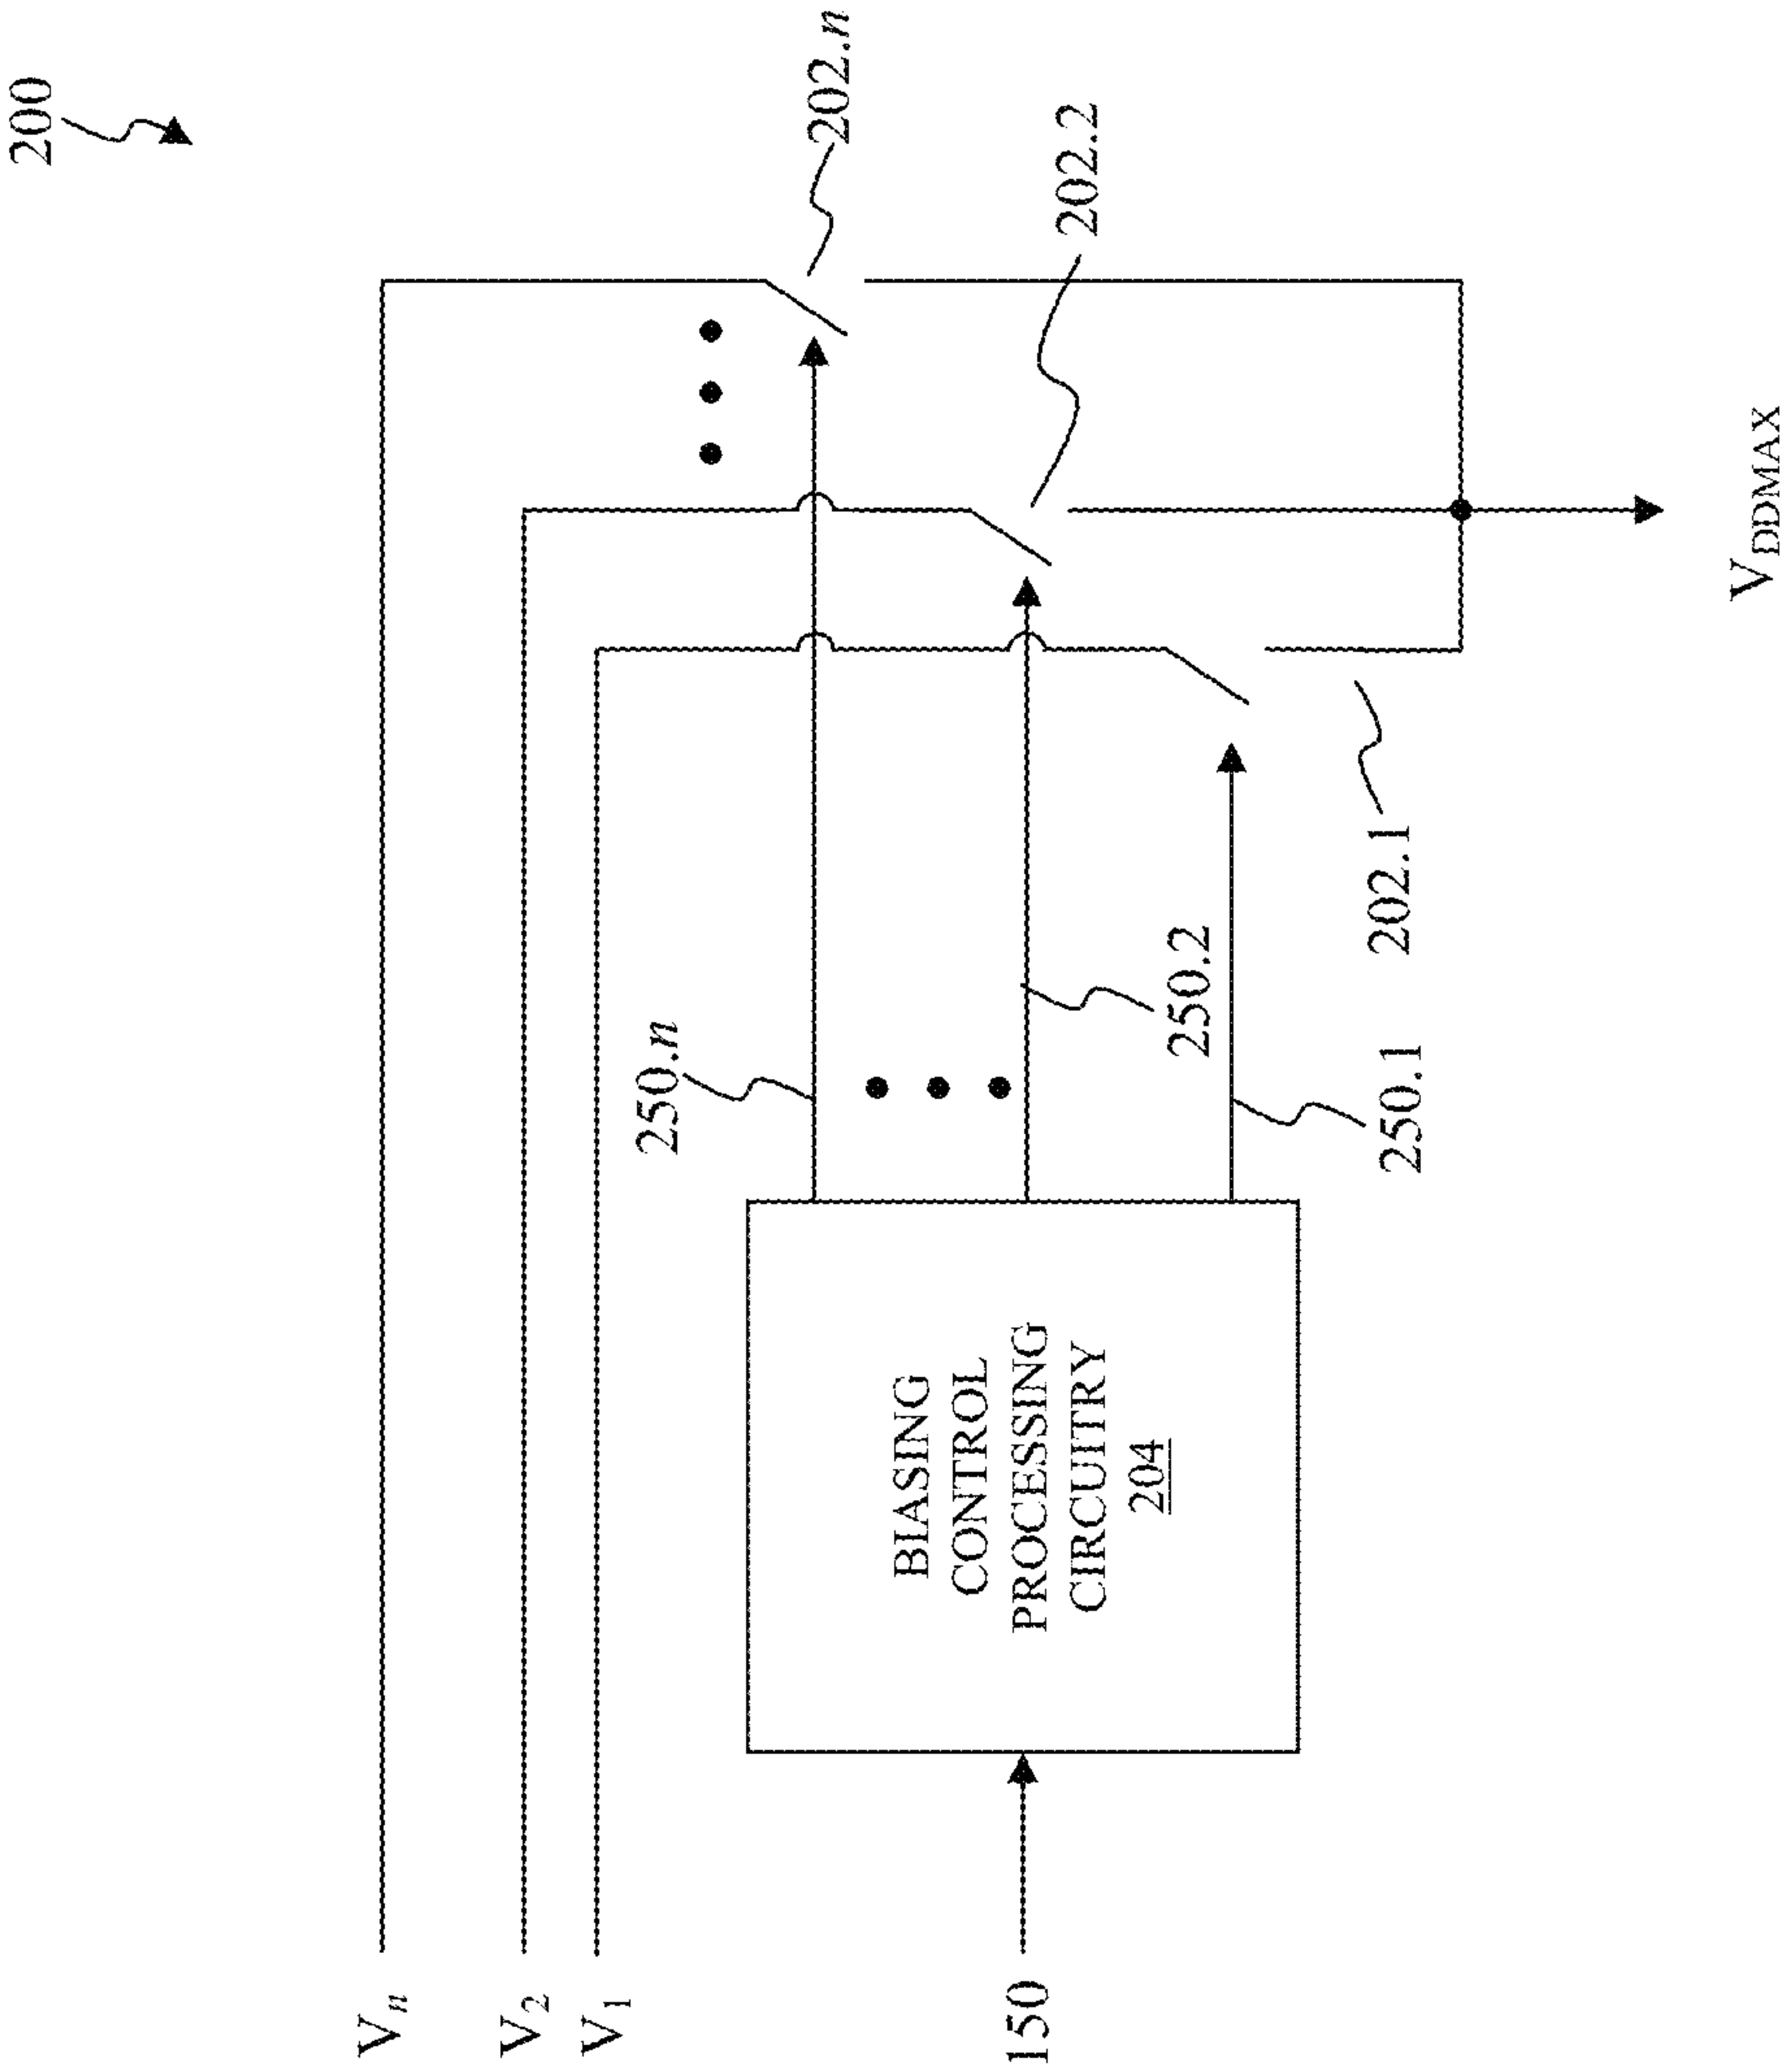 200
Vₙ
V₂
V₁
202.n
202.2
250.n
250.2
BIASING
CONTROL
PROCESSING
CIRCUITRY
204
150
250.1
202.1
V_DDMAX